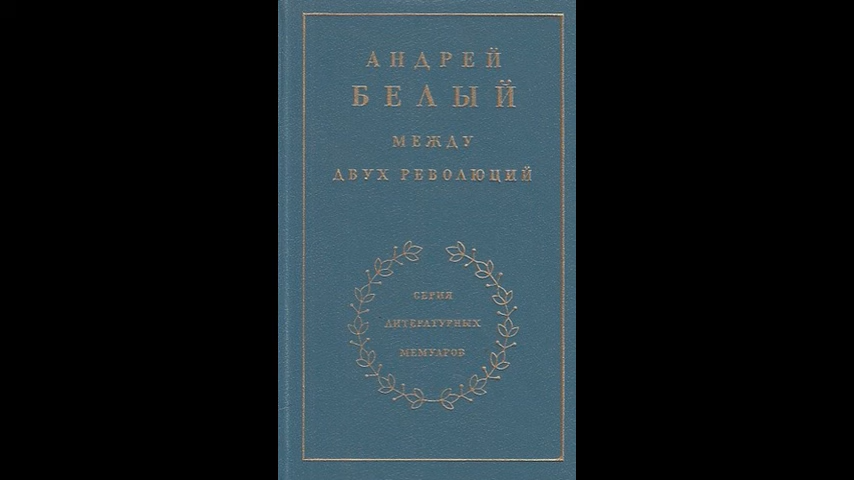 АНДРЕЙ
БЕЛЫЙ
МЕЖДУ
ДВУХ РЕВОЛЮЦИЙ
СЕРИЯ
ЛИТЕРАТУРНЫХ
МЕМУАРОВ